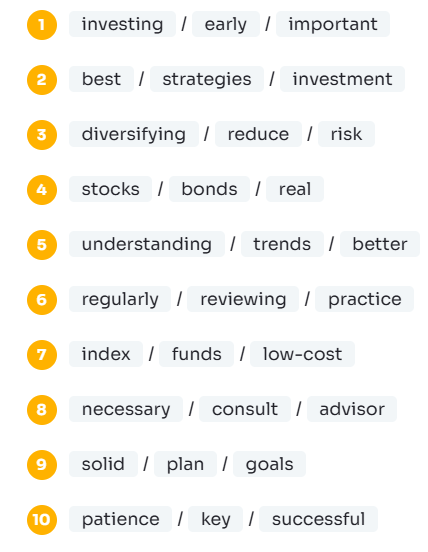 1 investing / early / important
2 best / strategies / investment
3 diversifying / reduce / risk
4 stocks / bonds / real
5 understanding / trends / better
6 regularly / reviewing / practice
7 index / funds / low-cost
8 necessary / consult / advisor
9 solid / plan / goals
10 patience / key / successful